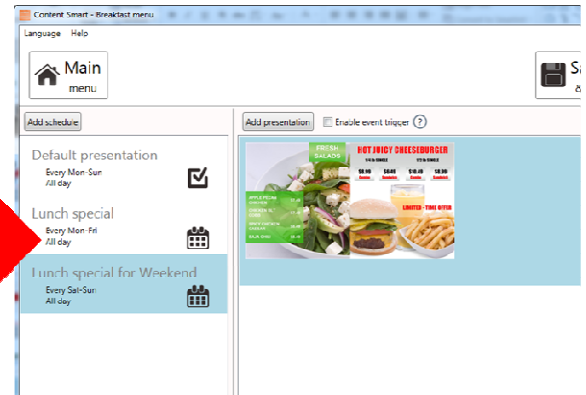 Content Smart - Breakfast menu
Language Help
Main
menu
Add schedule
Add presentation
Enable event trigger ?
Default presentation
Every Mon-Sun
All day
Lunch special
Every Mon-Fri
All day
Lunch special for Weekend
Every Sat-Sun
All day
FRESH
SALADS
HOT JUICY CHEESEBURGER
LIMITED - TIME OFFER